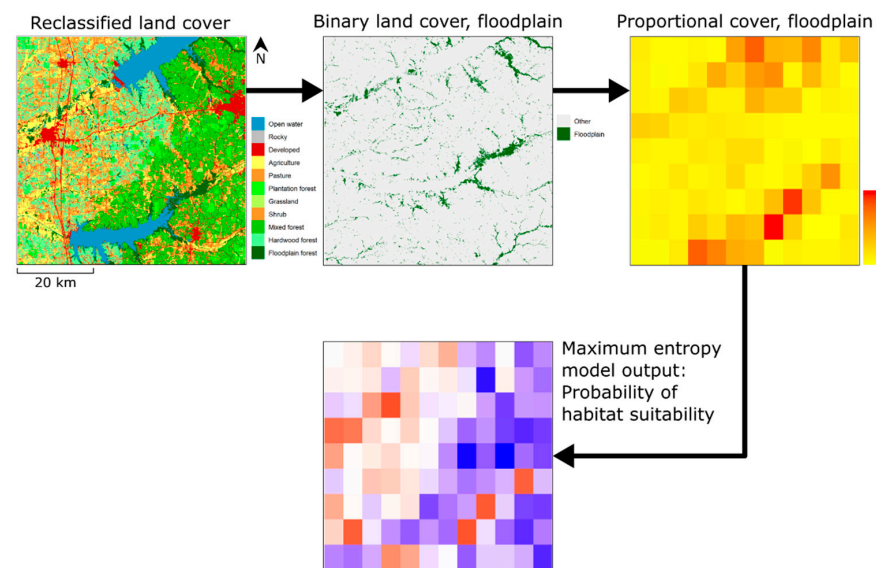 Reclassified land cover
Binary land cover, floodplain
Proportional cover, floodplain
N
Open water
Rocky
Developed
Agriculture
Pasture
Plantation forest
Grassland
Shrub
Mixed forest
Hardwood forest
Floodplain forest
Other
Floodplain
20 km
Maximum entropy
model output:
Probability of
habitat suitability